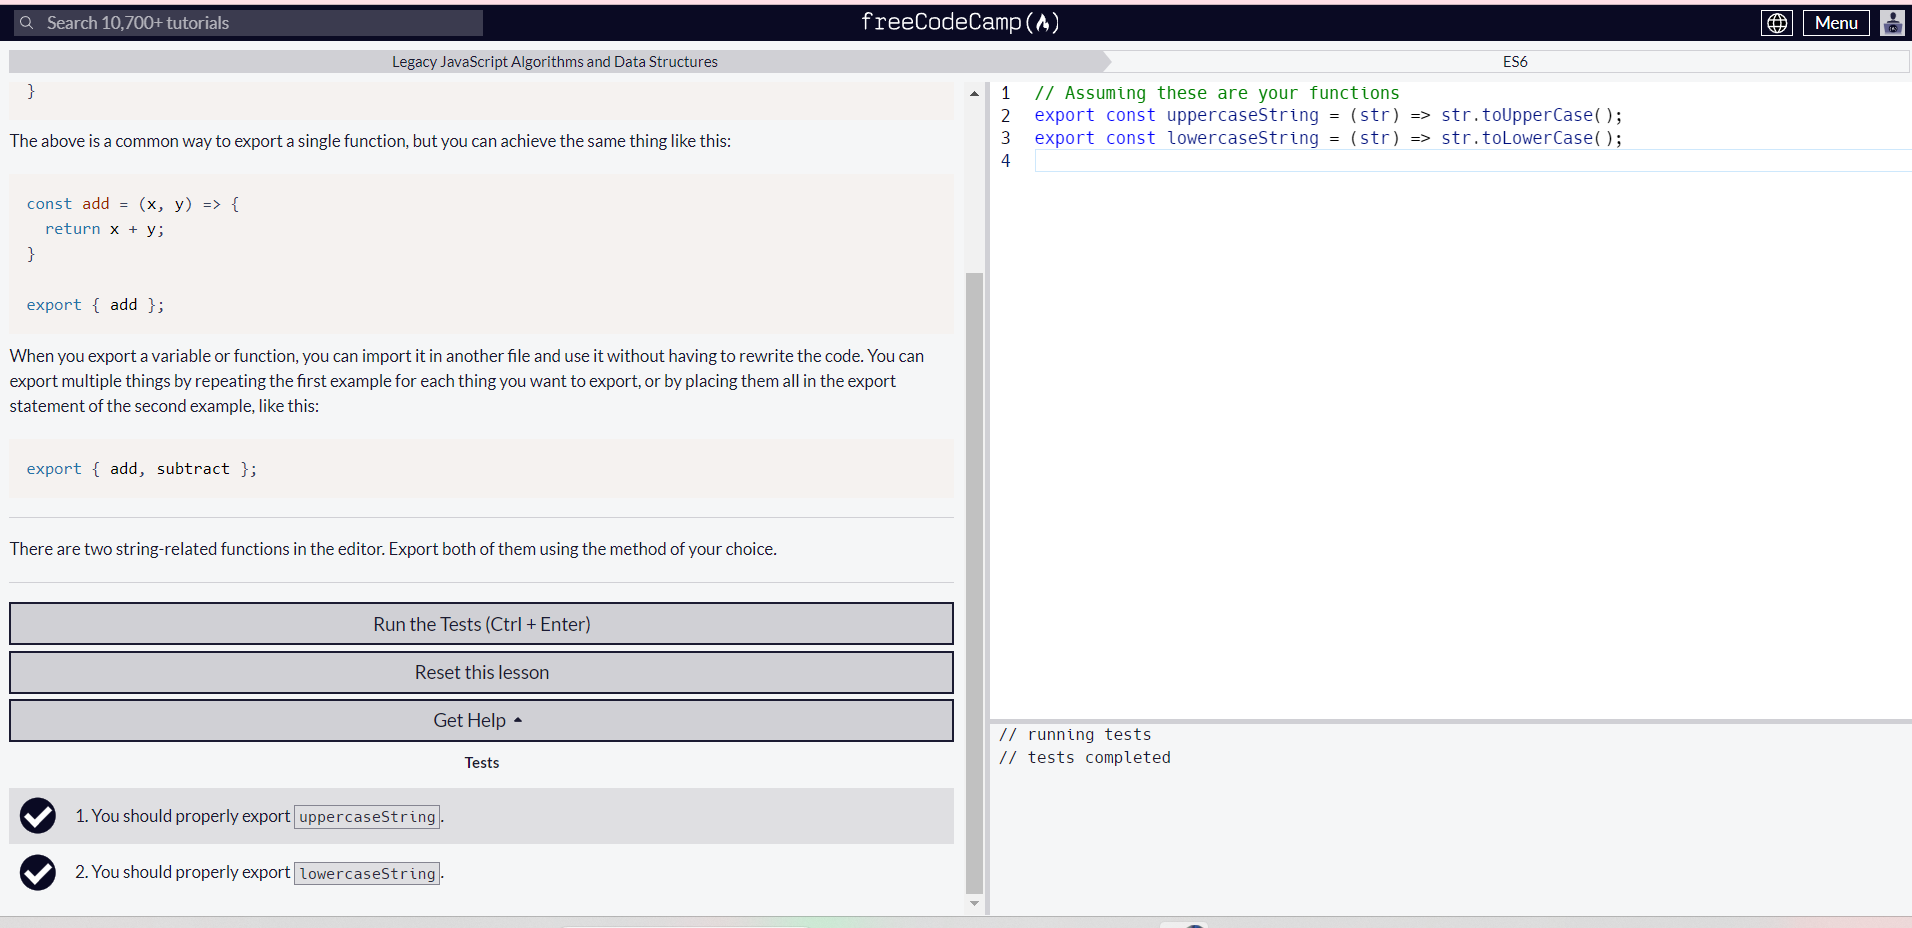 Search 10,700+ tutorials
freeCodeCamp
Menu
Legacy JavaScript Algorithms and Data Structures
ES6
}
The above is a common way to export a single function, but you can achieve the same thing like this:
const add = (x, y) => {
  return x + y;
}
export { add };
When you export a variable or function, you can import it in another file and use it without having to rewrite the code. You can
export multiple things by repeating the first example for each thing you want to export, or by placing them all in the export
statement of the second example, like this:
export { add, subtract };
There are two string-related functions in the editor. Export both of them using the method of your choice.
Run the Tests (Ctrl + Enter)
Reset this lesson
Get Help
Tests
1. You should properly export uppercaseString.
2. You should properly export lowercaseString.
1 // Assuming these are your functions
2 export const uppercaseString = (str) => str.toUpperCase();
3 export const lowercaseString = (str) => str.toLowerCase();
4
// running tests
// tests completed